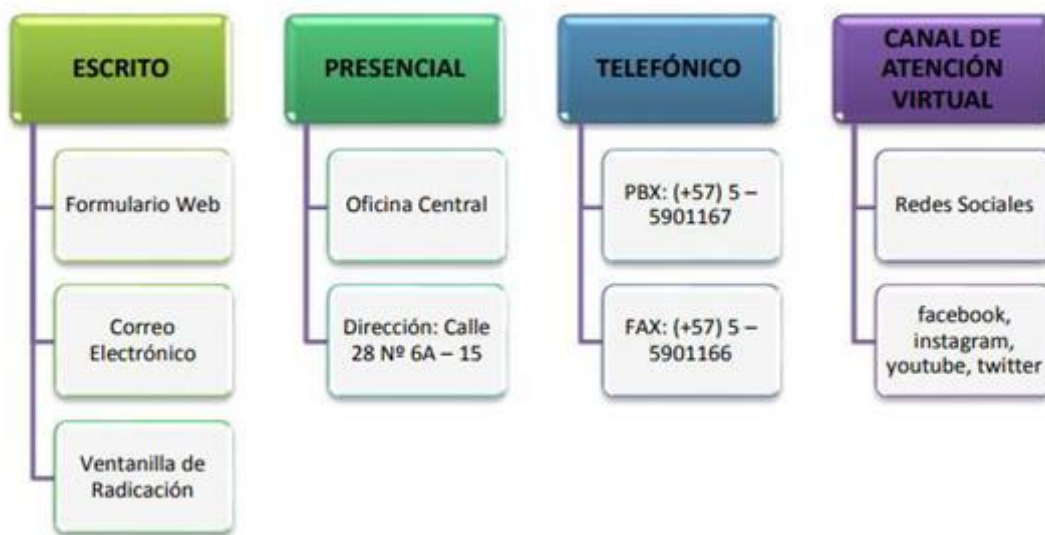 ESCRITO
Formulario Web
Correo
Electrónico
Ventanilla de
Radicación
PRESENCIAL
Oficina Central
Dirección: Calle
28 Nº 6A – 15
TELEFÓNICO
PBX: (+57) 5 –
5901167
FAX: (+57) 5 –
5901166
CANAL DE
ATENCIÓN
VIRTUAL
Redes Sociales
facebook,
instagram,
youtube, twitter